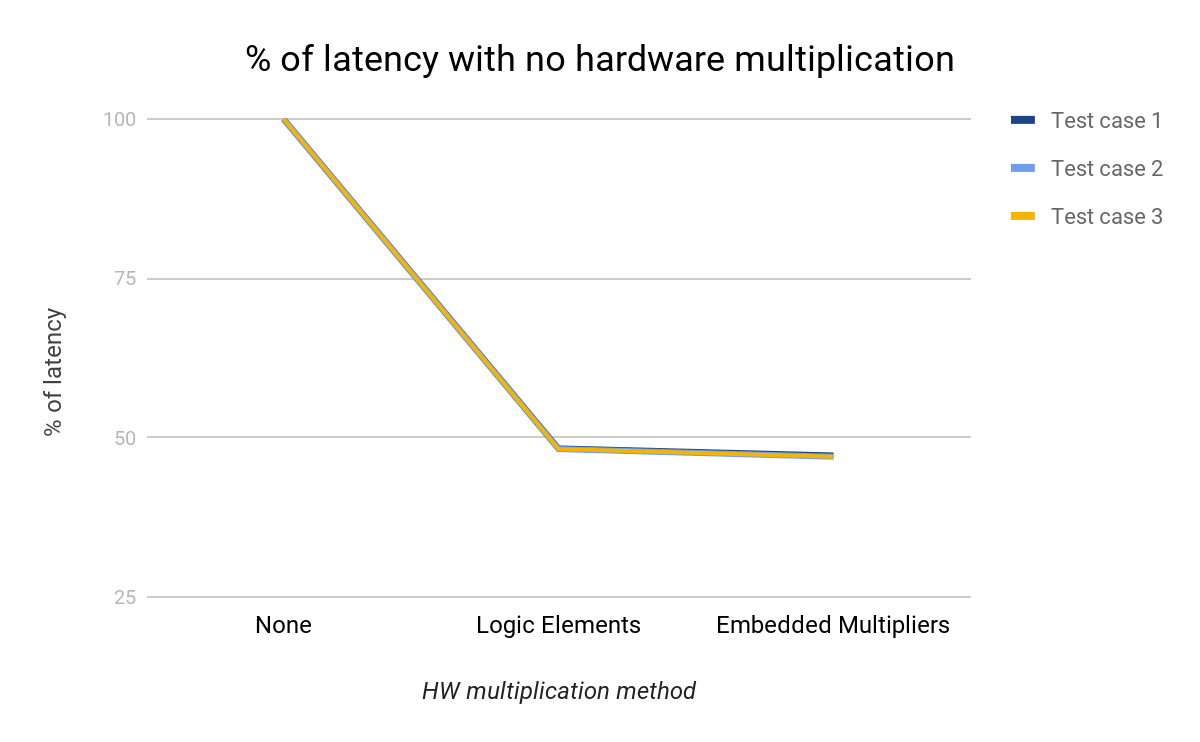 % of latency with no hardware multiplication
100
75
50
25
% of latency
None
Logic Elements
Embedded Multipliers
HW multiplication method
Test case 1
Test case 2
Test case 3